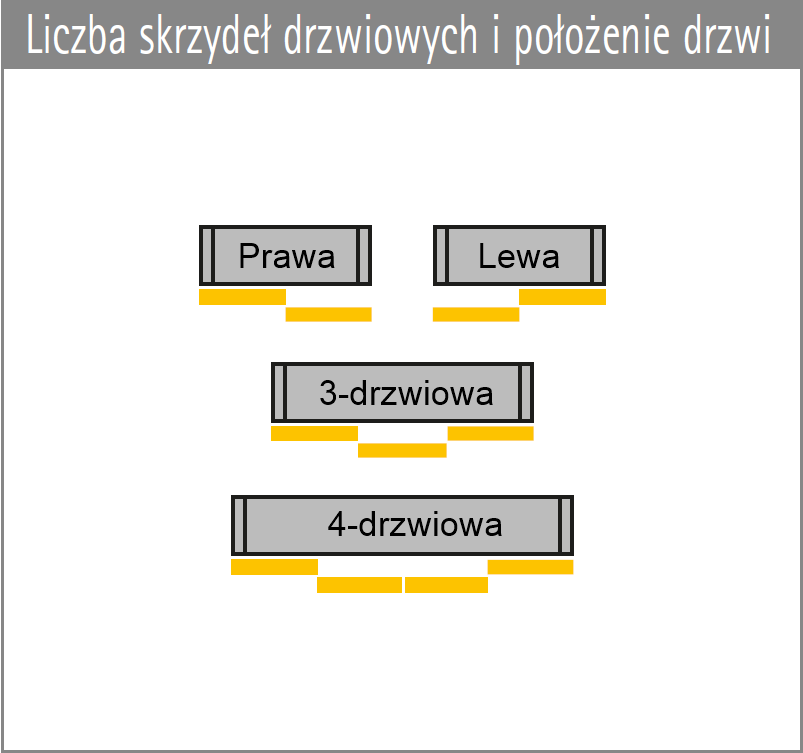 Liczba skrzydeł drzwiowych i położenie drzwi
Prawa
Lewa
3-drzwiowa
4-drzwiowa